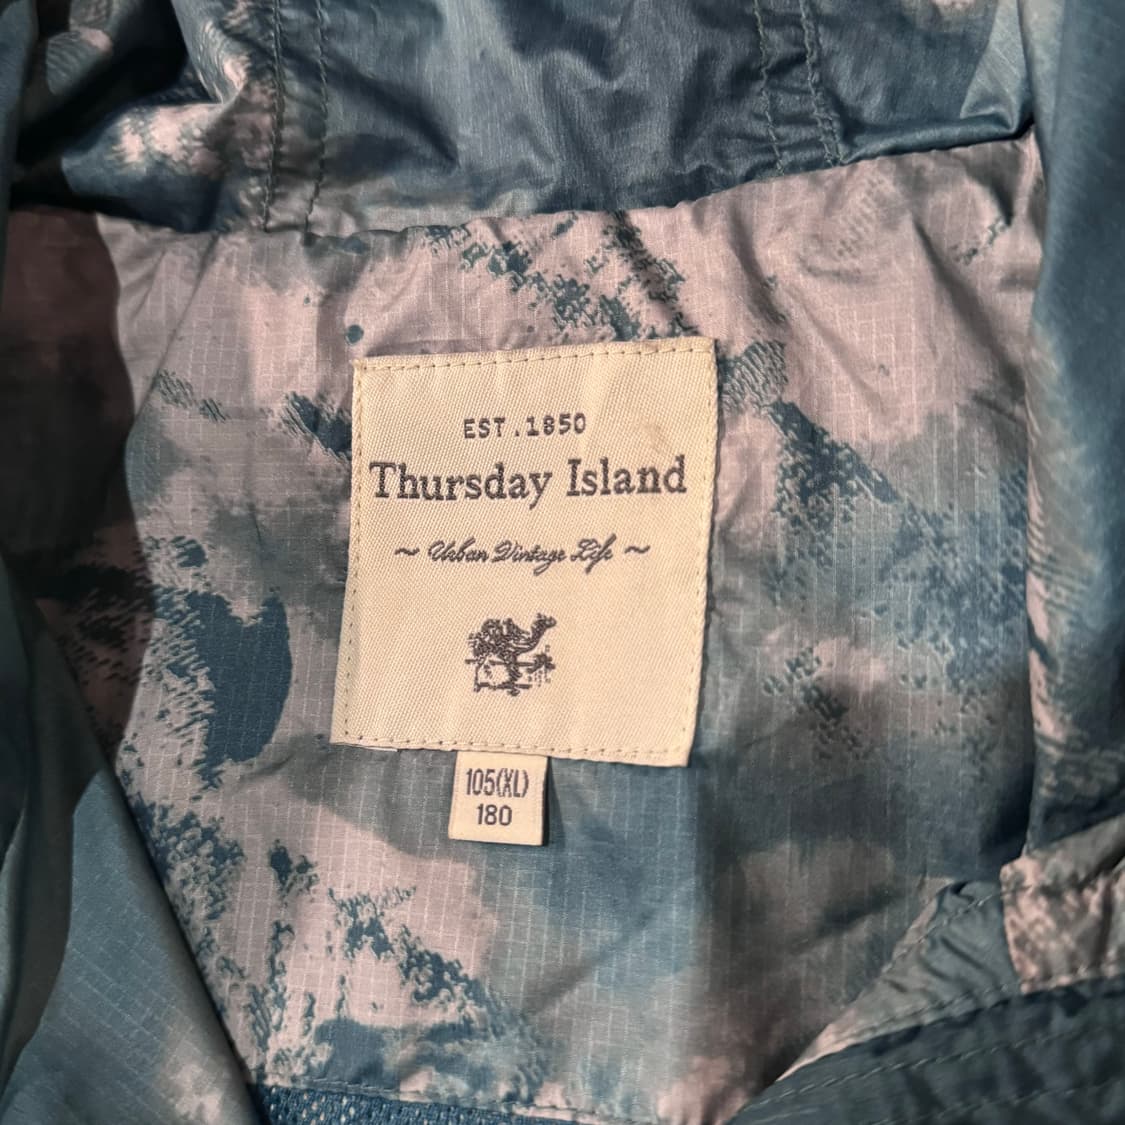 EST.1850
Thursday Island
~ Urban Vintage Life ~
105(XL)
180